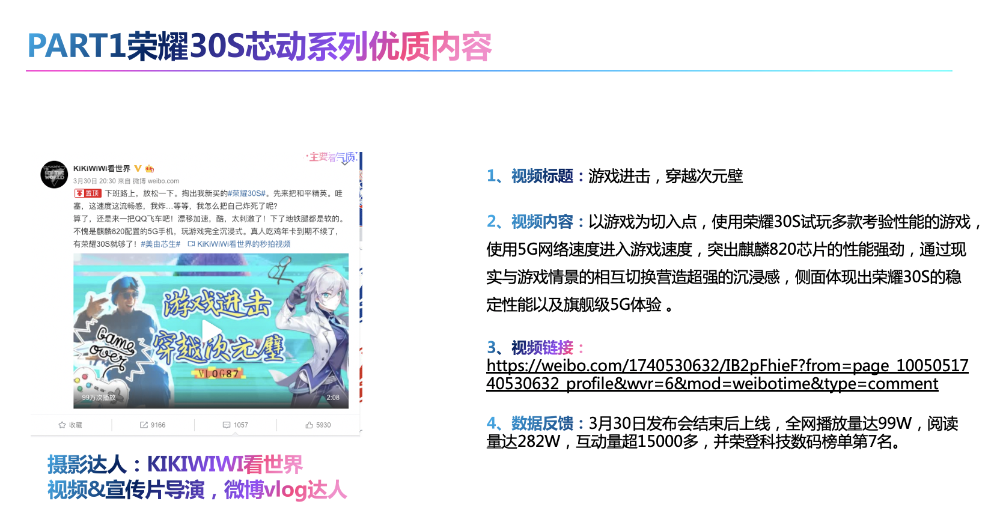 PART1荣耀30S芯动系列优质内容
·主要看气质:
KiKiWiWi看世界
SEE THE
WORLD
3月30日 20:30 来自 微博 weibo.com
置顶 下班路上，放松一下。掏出我新买的#荣耀30S#。先来把和平精英。哇
塞，这速度这流畅感，我炸…等等，我怎么把自己炸死了呢?
算了，还是来一把QQ飞车吧！漂移加速，酷，太刺激了！下了地铁腿都是软的。
不愧是麒麟820配置的5G手机，玩游戏完全沉浸式。真人吃鸡年卡到期不续了，
有荣耀30S就够了！#美由芯生# KiKiWiWi看世界的秒拍视频
游戏进击
穿越次元壁
Game
over
VLOG87
99万次播放
2:08
收藏
9166
1057
5930
摄影达人：KIKIWIWI看世界
视频&宣传片导演，微博vlog达人
1、视频标题：游戏进击，穿越次元壁
2、视频内容：以游戏为切入点，使用荣耀30S试玩多款考验性能的游戏，
使用5G网络速度进入游戏速度，突出麒麟820芯片的性能强劲，通过现
实与游戏情景的相互切换营造超强的沉浸感，侧面体现出荣耀30S的稳
定性能以及旗舰级5G体验 。
3、视频链接：
https://weibo.com/1740530632/IB2pFhieF?from=page_10050517
40530632_profile&wvr=6&mod=weibotime&type=comment
4、数据反馈：3月30日发布会结束后上线，全网播放量达99W，阅读
量达282W，互动量超15000多，并荣登科技数码榜单第7名。